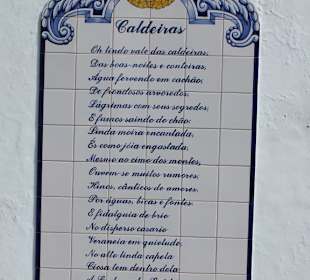 Caldeiras
Oh lindo vale das caldeiras,
Das boas-noites e conteiras,
Água fervendo em cachão,
De frondosos arvoredos,
Lágrimas com seus segredos,
E fumos saindo do chão;
Linda moira encantada,
És como jóia engastada,
Mesmo ao cimo dos montes,
Ouvem-se muitos rumores,
Hinos, cânticos de amores,
Por águas, bicas e fontes.
E fidalguia de brio
No disperso casario
Veraneia em quietude,
No alto linda capela
Ciosa tem dentro dela